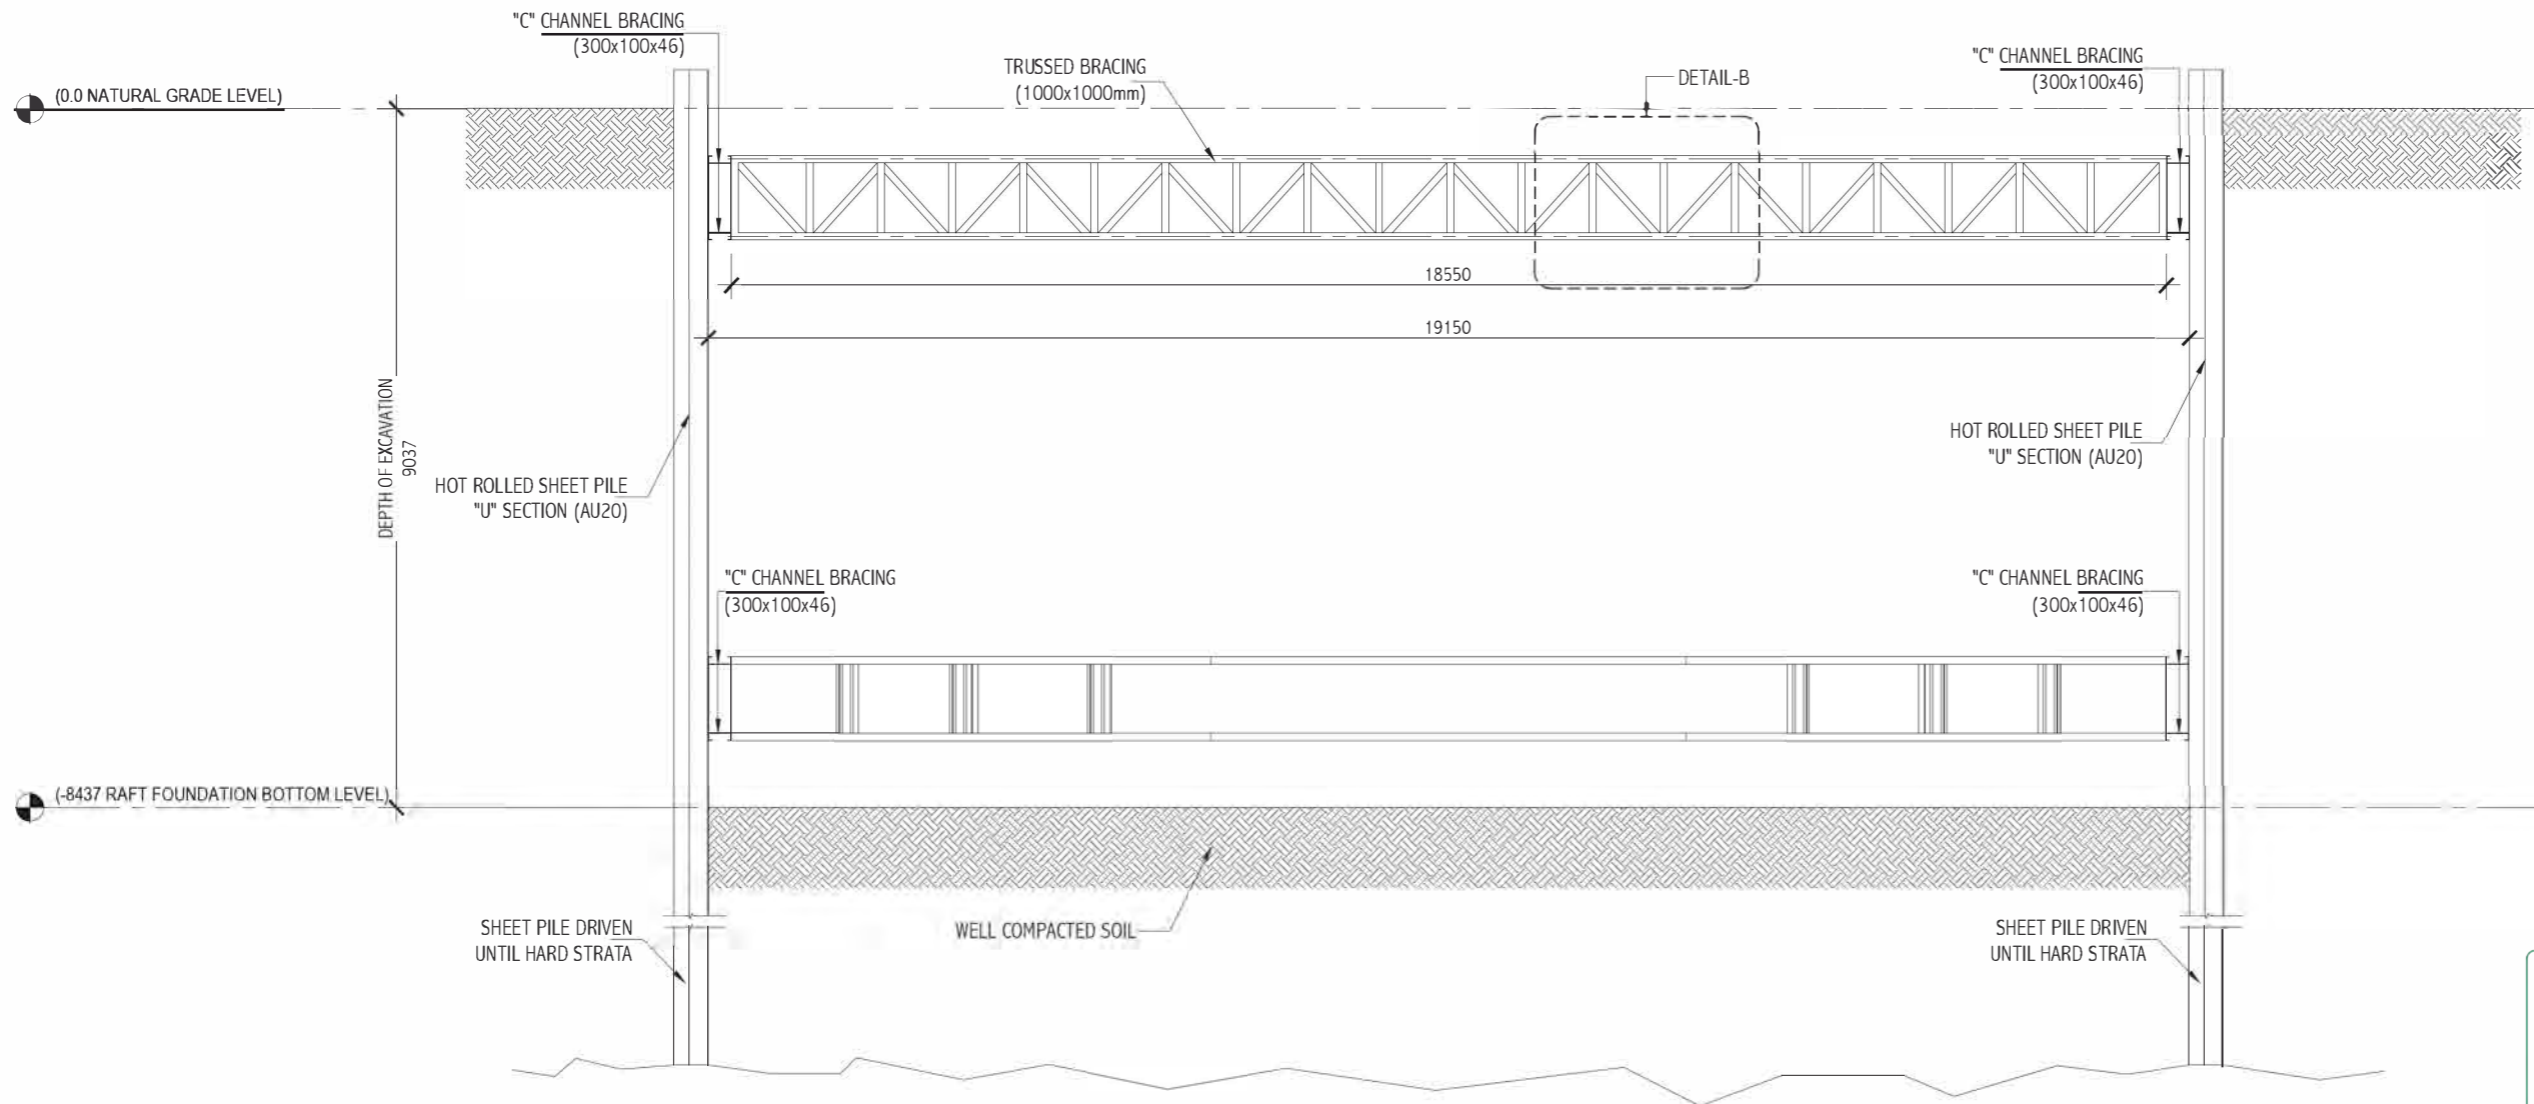 "C" CHANNEL BRACING
(300x100x46)
"C" CHANNEL BRACING
(300x100x46)
TRUSSED BRACING
(1000x1000mm)
DETAIL-B
(0.0 NATURAL GRADE LEVEL)
18550
19150
DEPTH OF EXCAVATION
9037
HOT ROLLED SHEET PILE
"U" SECTION (AU20)
HOT ROLLED SHEET PILE
"U" SECTION (AU20)
"C" CHANNEL BRACING
(300x100x46)
"C" CHANNEL BRACING
(300x100x46)
(-8437 RAFT FOUNDATION BOTTOM LEVEL)
SHEET PILE DRIVEN
UNTIL HARD STRATA
WELL COMPACTED SOIL
SHEET PILE DRIVEN
UNTIL HARD STRATA